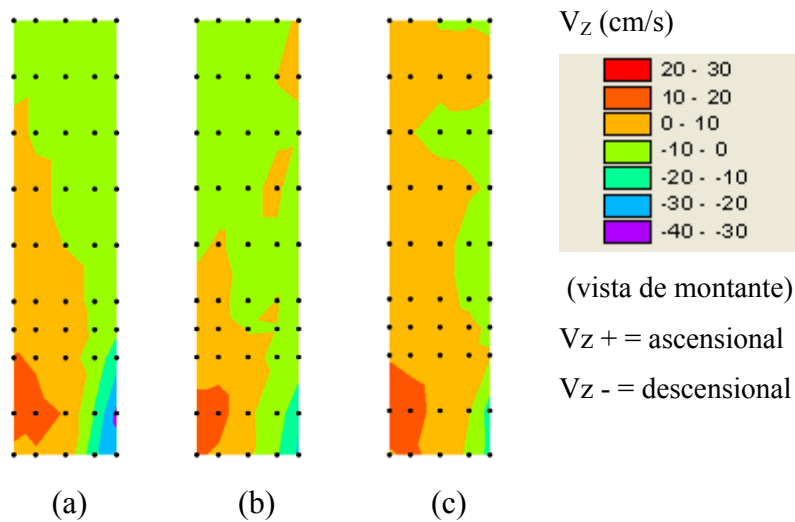 V_Z (cm/s)
20 - 30
10 - 20
0 - 10
-10 - 0
-20 - -10
-30 - -20
-40 - -30
(vista de montante)
Vz + = ascensional
Vz - = descensional
(a) (b) (c)